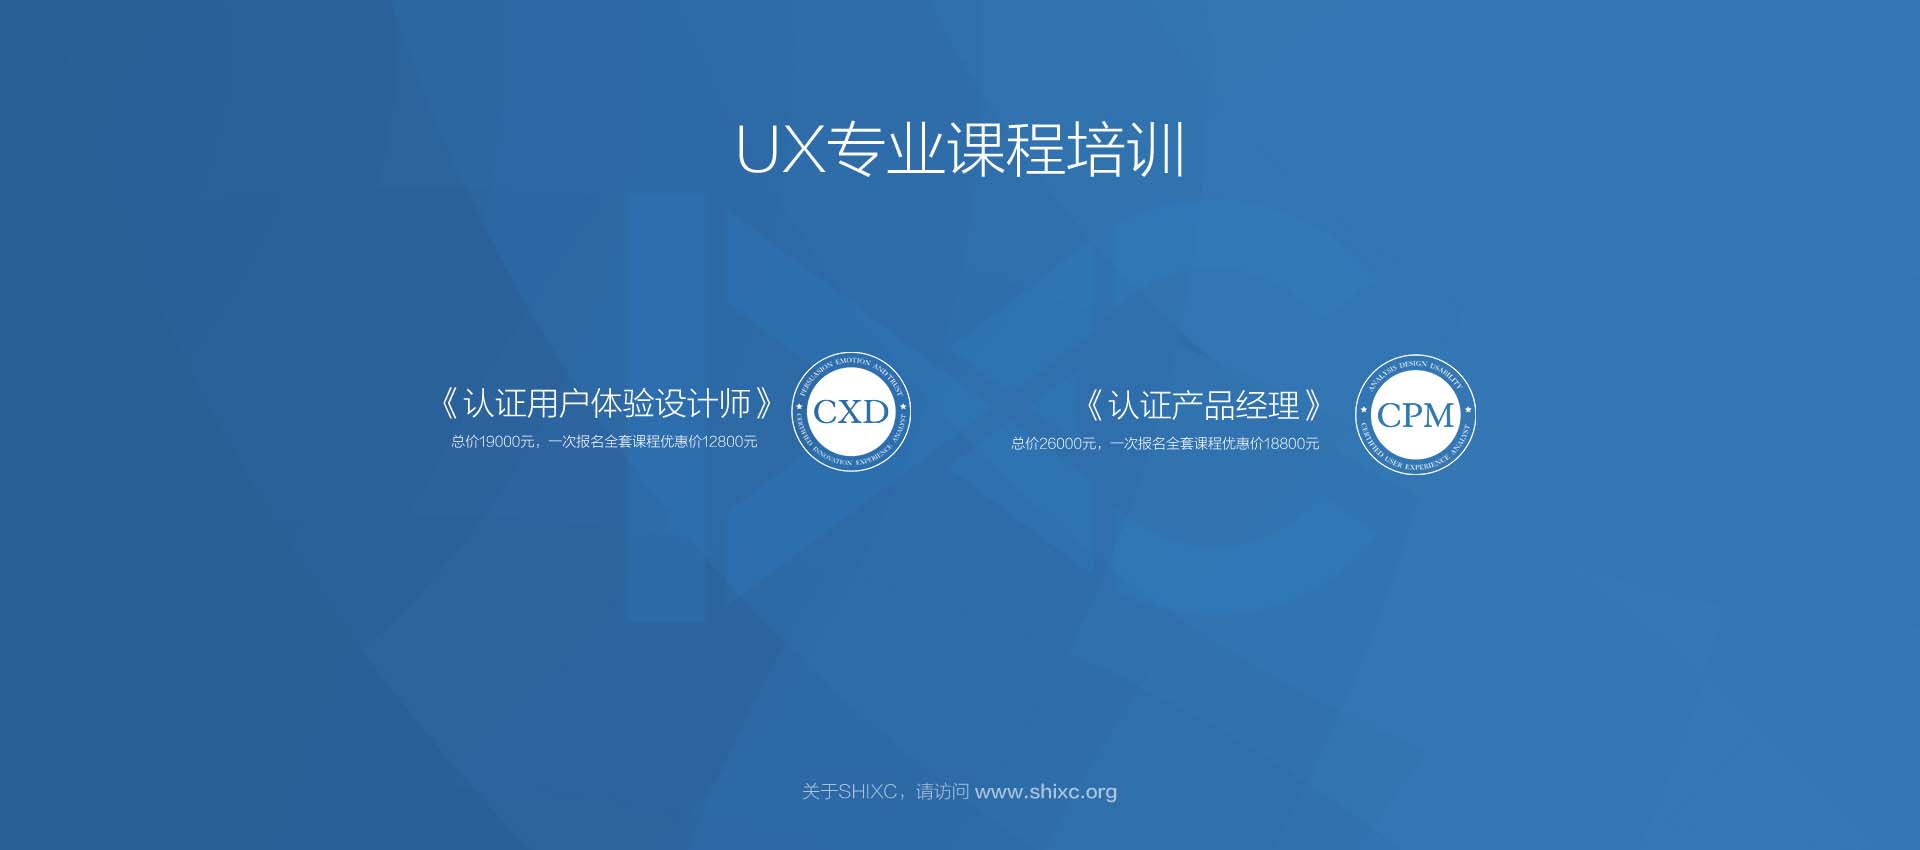 UX专业课程培训
《认证用户体验设计师》
总价19000元，一次报名全套课程优惠价12800元
PERSUASION EMOTION AND TRUST
CXD
CERTIFIED INNOVATION EXPERIENCE ANALYST
《认证产品经理》
总价26000元，一次报名全套课程优惠价18800元
ANALYSIS DESIGN USABILITY
CPM
CERTIFIED USER EXPERIENCE ANALYST
关于SHIXC，请访问 www.shixc.org
IXC